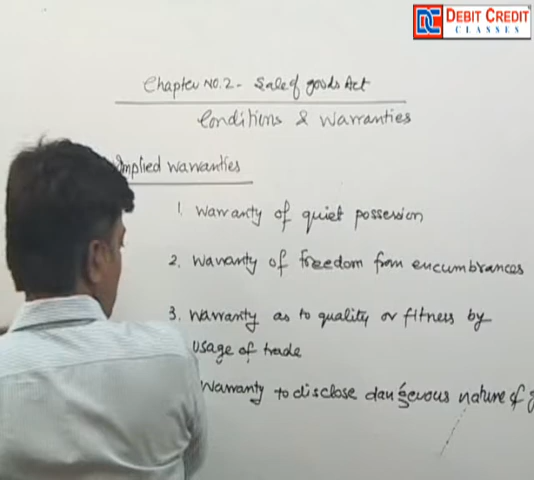 DEBIT CREDIT
CLASSES
Chapter No.2 - Sale of goods Act
Conditions & Warranties
Implied Warranties
1. Warranty of quiet possession
2. Warranty of freedom from encumbrances
3. Warranty as to quality or fitness by
usage of trade
Warranty to disclose dangerous nature of